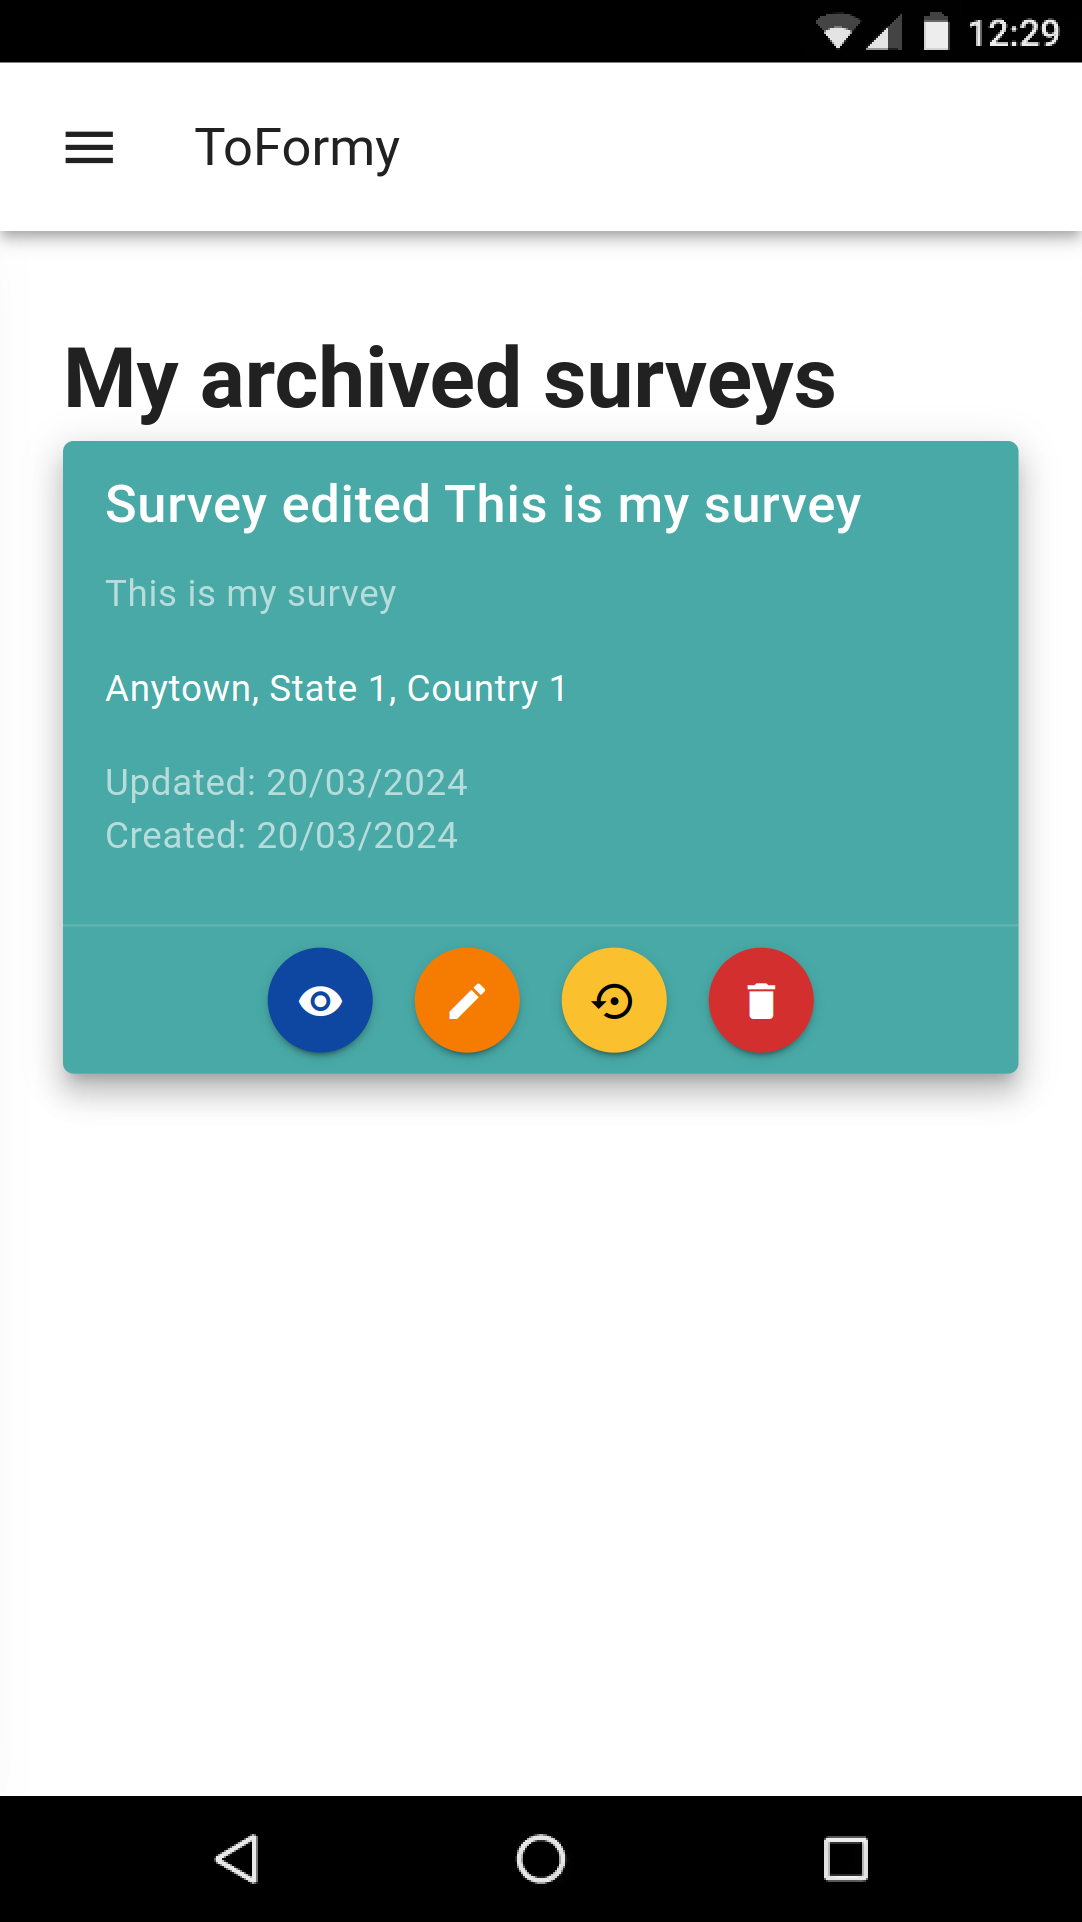 12:29
ToFormy
My archived surveys
Survey edited This is my survey
This is my survey
Anytown, State 1, Country 1
Updated: 20/03/2024
Created: 20/03/2024